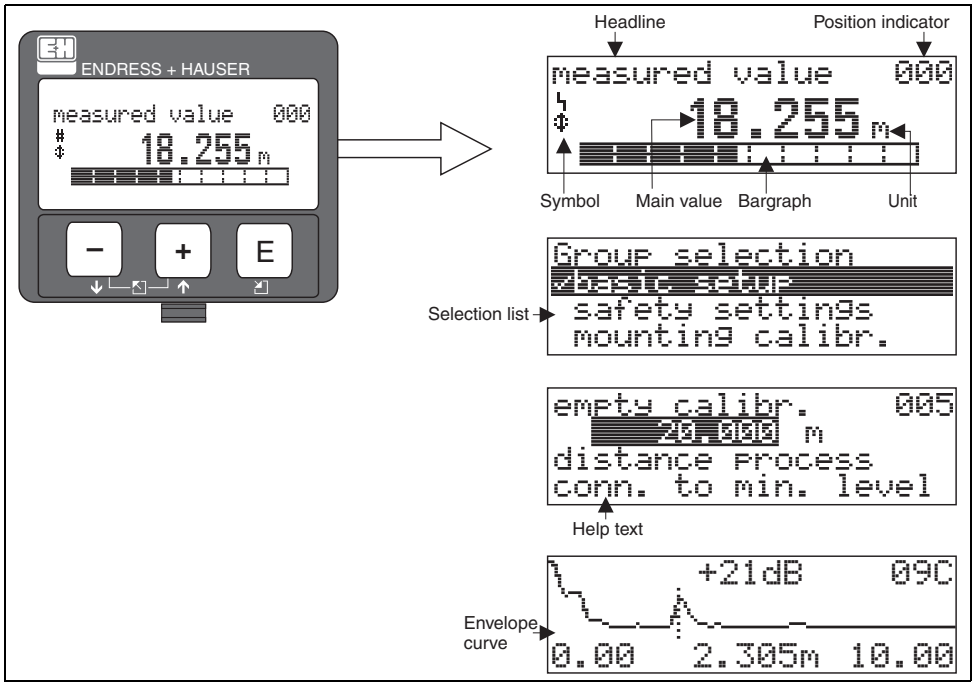 E+H
ENDRESS + HAUSER
measured value 000
#
18.255 m
− + E
Headline Position indicator
measured value 000
18.255 m
Symbol Main value Bargraph Unit
Group selection
✓basic setup
Selection list
safety settings
mounting calibr.
empty calibr. 005
20.000 m
distance process
conn. to min. level
Help text
+21dB 09C
Envelope
curve
0.00 2.305m 10.00